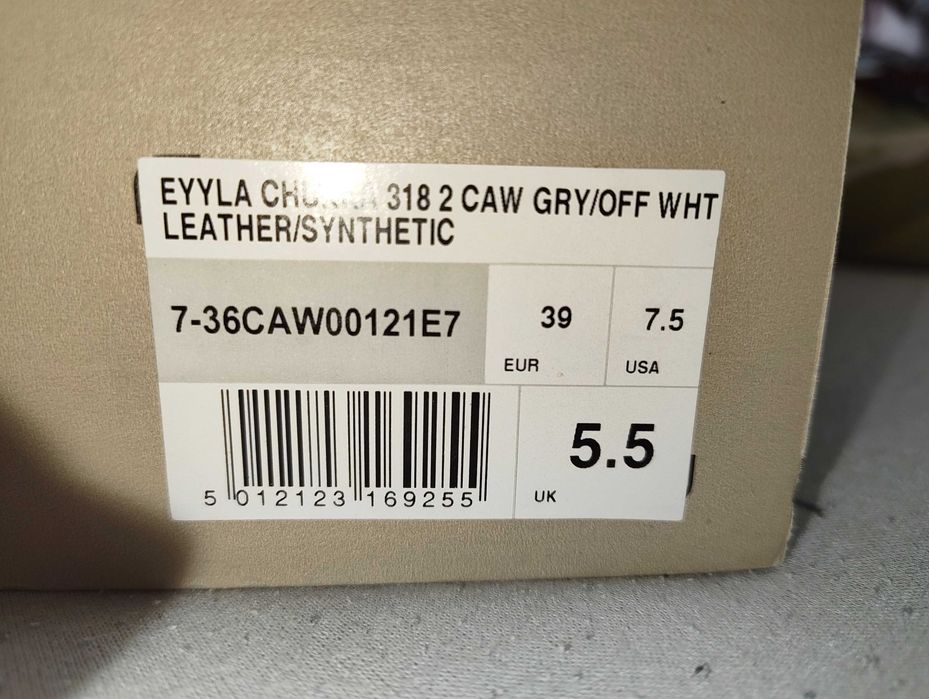 EYYLA 318 2 CAW GRY/OFF WHT
LEATHER/SYNTHETIC
7-36CAW00121E7
39
EUR
7.5
USA
5 012123 169255
5.5
UK